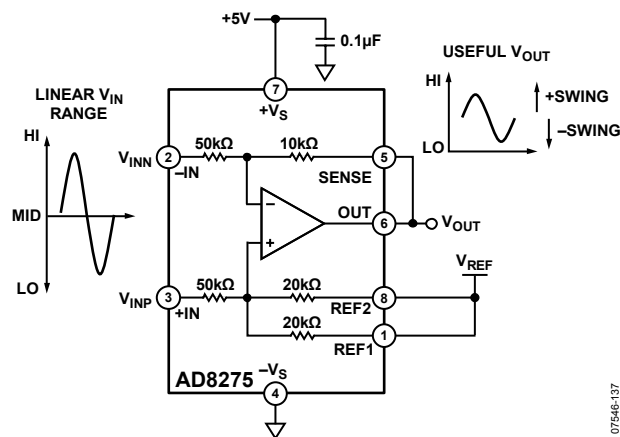 +5V
0.1µF
USEFUL VOUT
HI
+SWING
–SWING
LO
LINEAR VIN
RANGE
HI
MID
LO
7
+VS
VINN
2
–IN
50kΩ
10kΩ
5
SENSE
–
+
OUT
6
VOUT
VREF
VINP
3
+IN
50kΩ
20kΩ
8
REF2
20kΩ
1
REF1
AD8275
–VS
4
07546-137